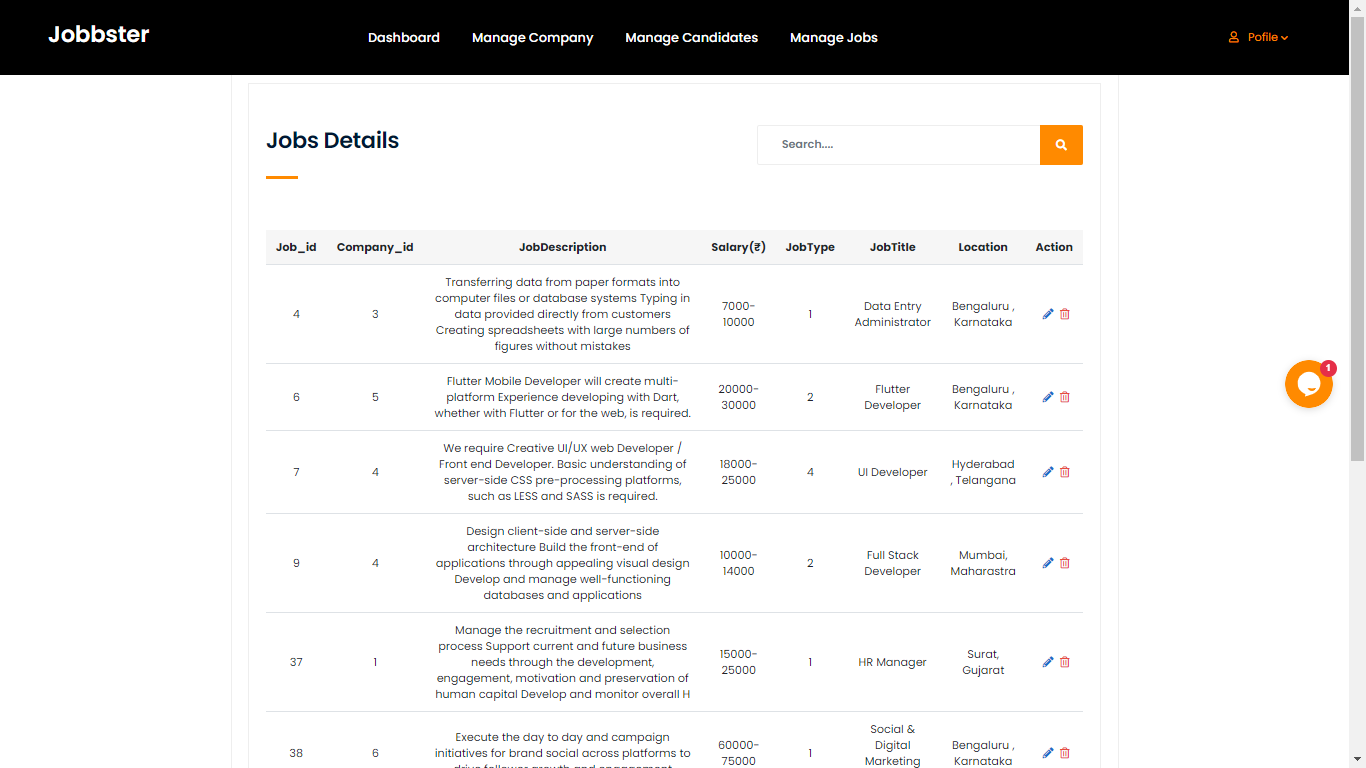 Jobbster
Dashboard
Manage Company
Manage Candidates
Manage Jobs
Pofile
Jobs Details
Search....
Job_id Company_id JobDescription Salary(₹) JobType JobTitle Location Action
4
3
Transferring data from paper formats into
computer files or database systems Typing in
data provided directly from customers
Creating spreadsheets with large numbers of
figures without mistakes
7000-
10000
1
Data Entry
Administrator
Bengaluru ,
Karnataka
1
6
5
Flutter Mobile Developer will create multi-
platform Experience developing with Dart,
whether with Flutter or for the web, is required.
20000-
30000
2
Flutter
Developer
Bengaluru ,
Karnataka
7
4
We require Creative UI/UX web Developer /
Front end Developer. Basic understanding of
server-side CSS pre-processing platforms,
such as LESS and SASS is required.
18000-
25000
4
UI Developer
Hyderabad
, Telangana
9
4
Design client-side and server-side
architecture Build the front-end of
applications through appealing visual design
Develop and manage well-functioning
databases and applications
10000-
14000
2
Full Stack
Developer
Mumbai,
Maharastra
37
1
Manage the recruitment and selection
process Support current and future business
needs through the development,
engagement, motivation and preservation of
human capital Develop and monitor overall H
15000-
25000
1
HR Manager
Surat,
Gujarat
38
6
Execute the day to day and campaign
initiatives for brand social across platforms to
drive follower growth and engagement
60000-
75000
1
Social &
Digital
Marketing
Bengaluru ,
Karnataka